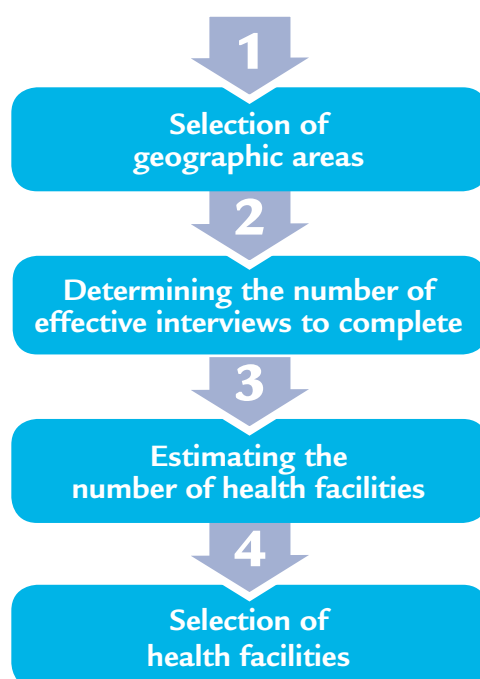 1
Selection of
geographic areas
2
Determining the number of
effective interviews to complete
3
Estimating the
number of health facilities
4
Selection of
health facilities